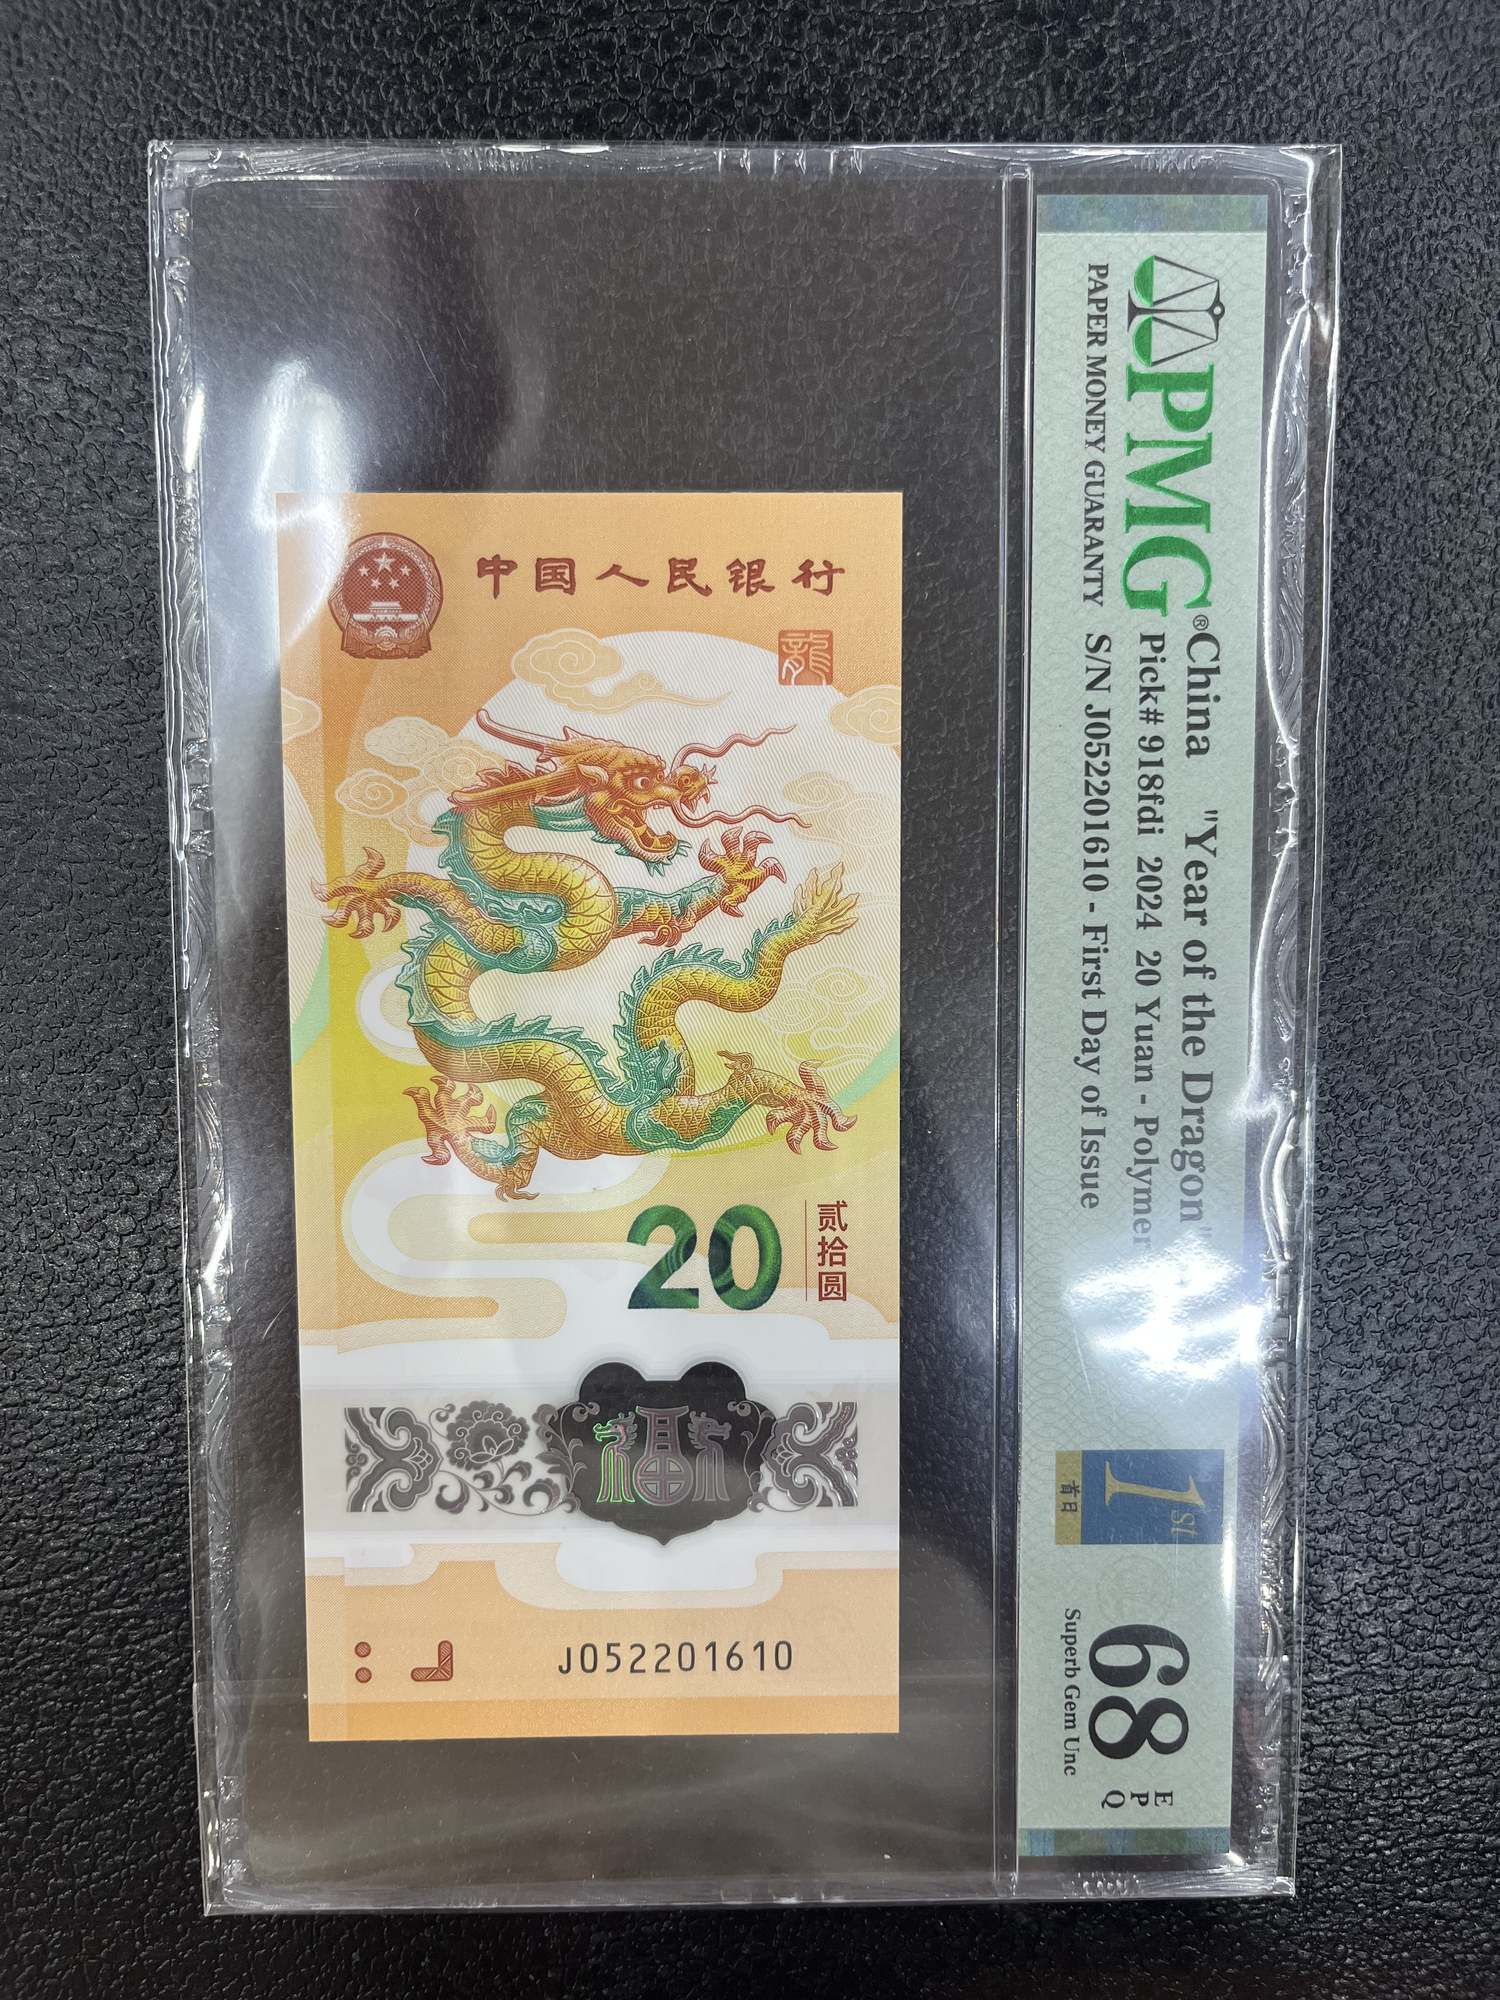 中国人民银行
龍
20
贰拾圆
福
J052201610
PMG®
PAPER MONEY GUARANTY
China "Year of the Dragon"
Pick# 918fdi 2024 20 Yuan - Polymer
S/N J052201610 - First Day of Issue
1st
首日
68 EPQ
Superb Gem Unc